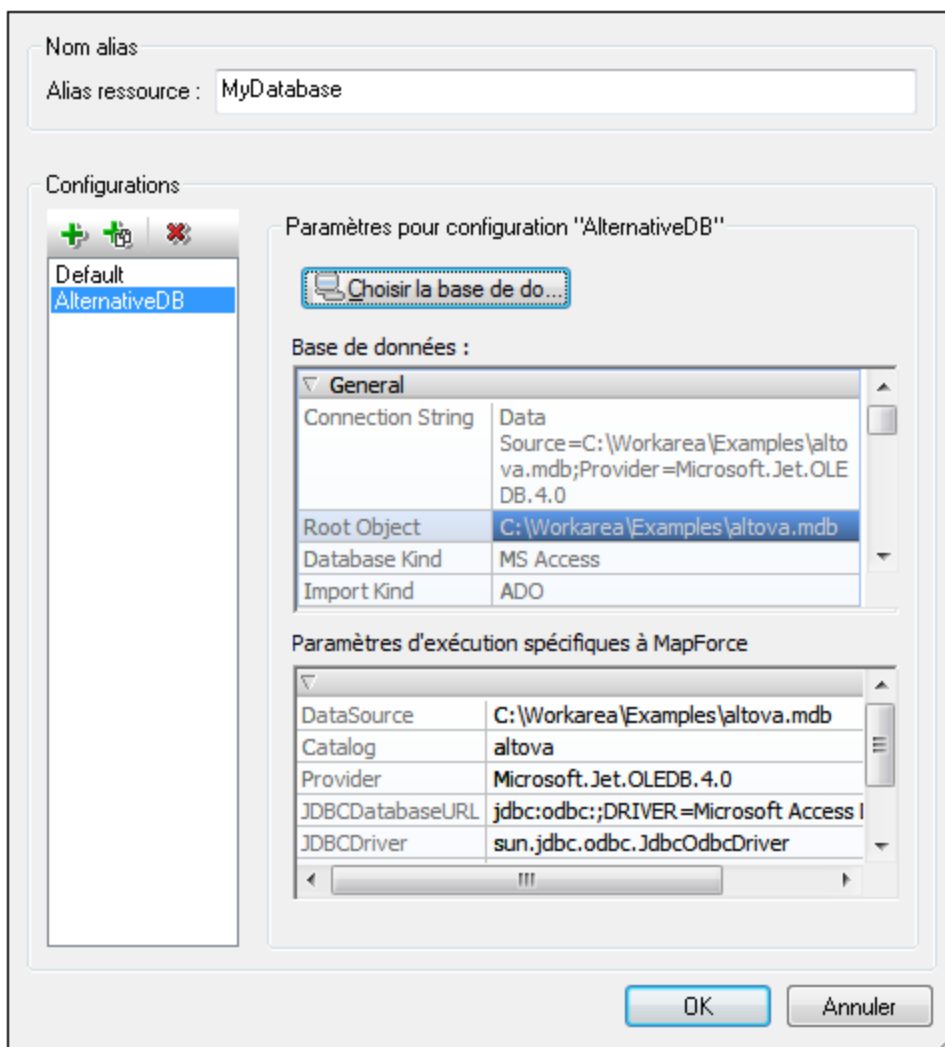 Nom alias
Alias ressource : MyDatabase
Configurations
Default
AlternativeDB
Paramètres pour configuration "AlternativeDB"
Choisir la base de do...
Base de données :
General
Connection String Data
Source=C:\Workarea\Examples\alto
va.mdb;Provider=Microsoft.Jet.OLE
DB.4.0
Root Object C:\Workarea\Examples\altova.mdb
Database Kind MS Access
Import Kind ADO
Paramètres d'exécution spécifiques à MapForce
DataSource C:\Workarea\Examples\altova.mdb
Catalog altova
Provider Microsoft.Jet.OLEDB.4.0
JDBCDatabaseURL jdbc:odbc:;DRIVER=Microsoft Access
JDBCDriver sun.jdbc.odbc.JdbcOdbcDriver
OK Annuler